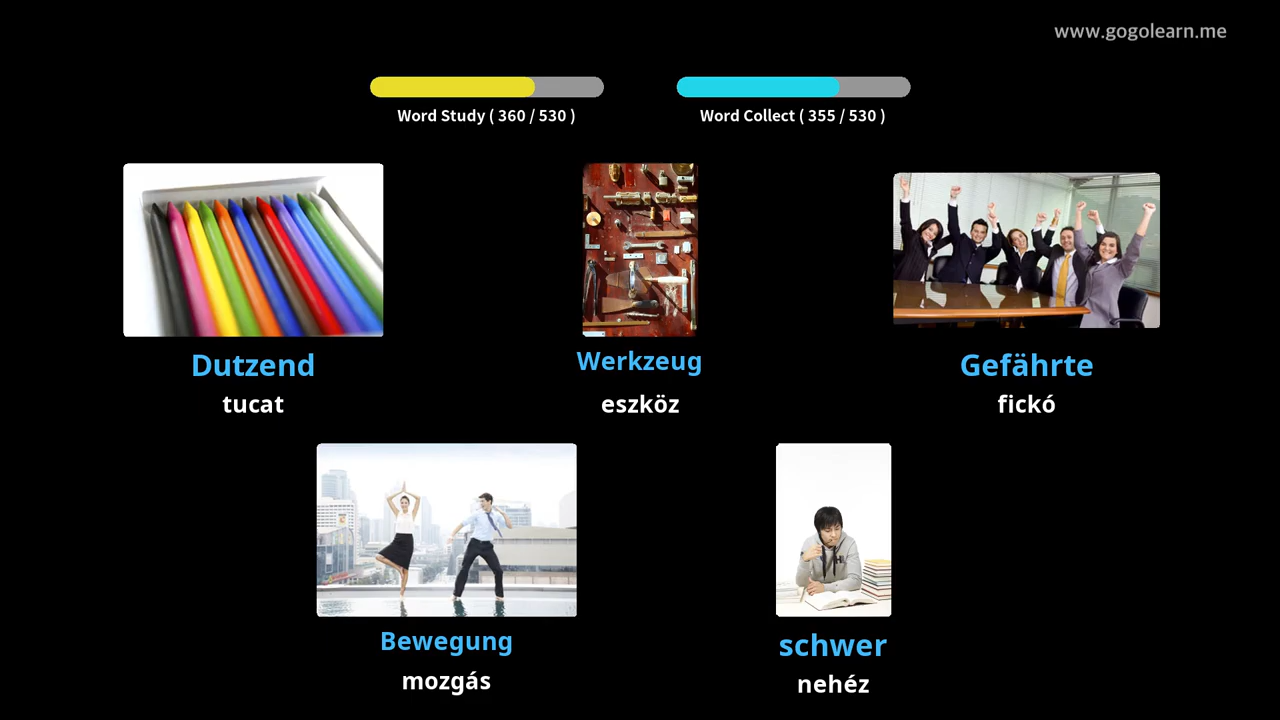 www.gogolearn.me
Word Study ( 360 / 530 )
Word Collect ( 355 / 530 )
Dutzend
tucat
Werkzeug
eszköz
Gefährte
fickó
Bewegung
mozgás
schwer
nehéz